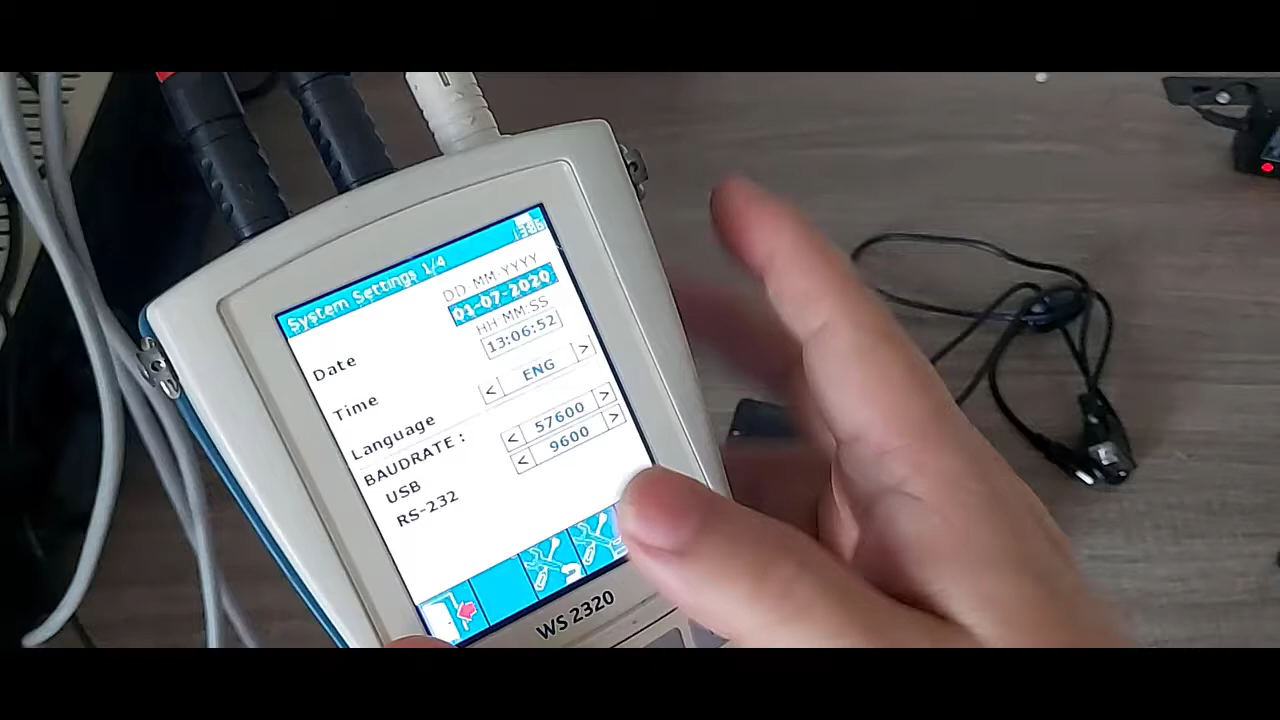 System Settings 1/4
DD MM-YYYY
Date 03-07-2020
HH-MM:SS
Time 13:06:52
Language < ENG >
BAUDRATE :
USB < 57600 >
RS-232 < 9600 >
WS 2320